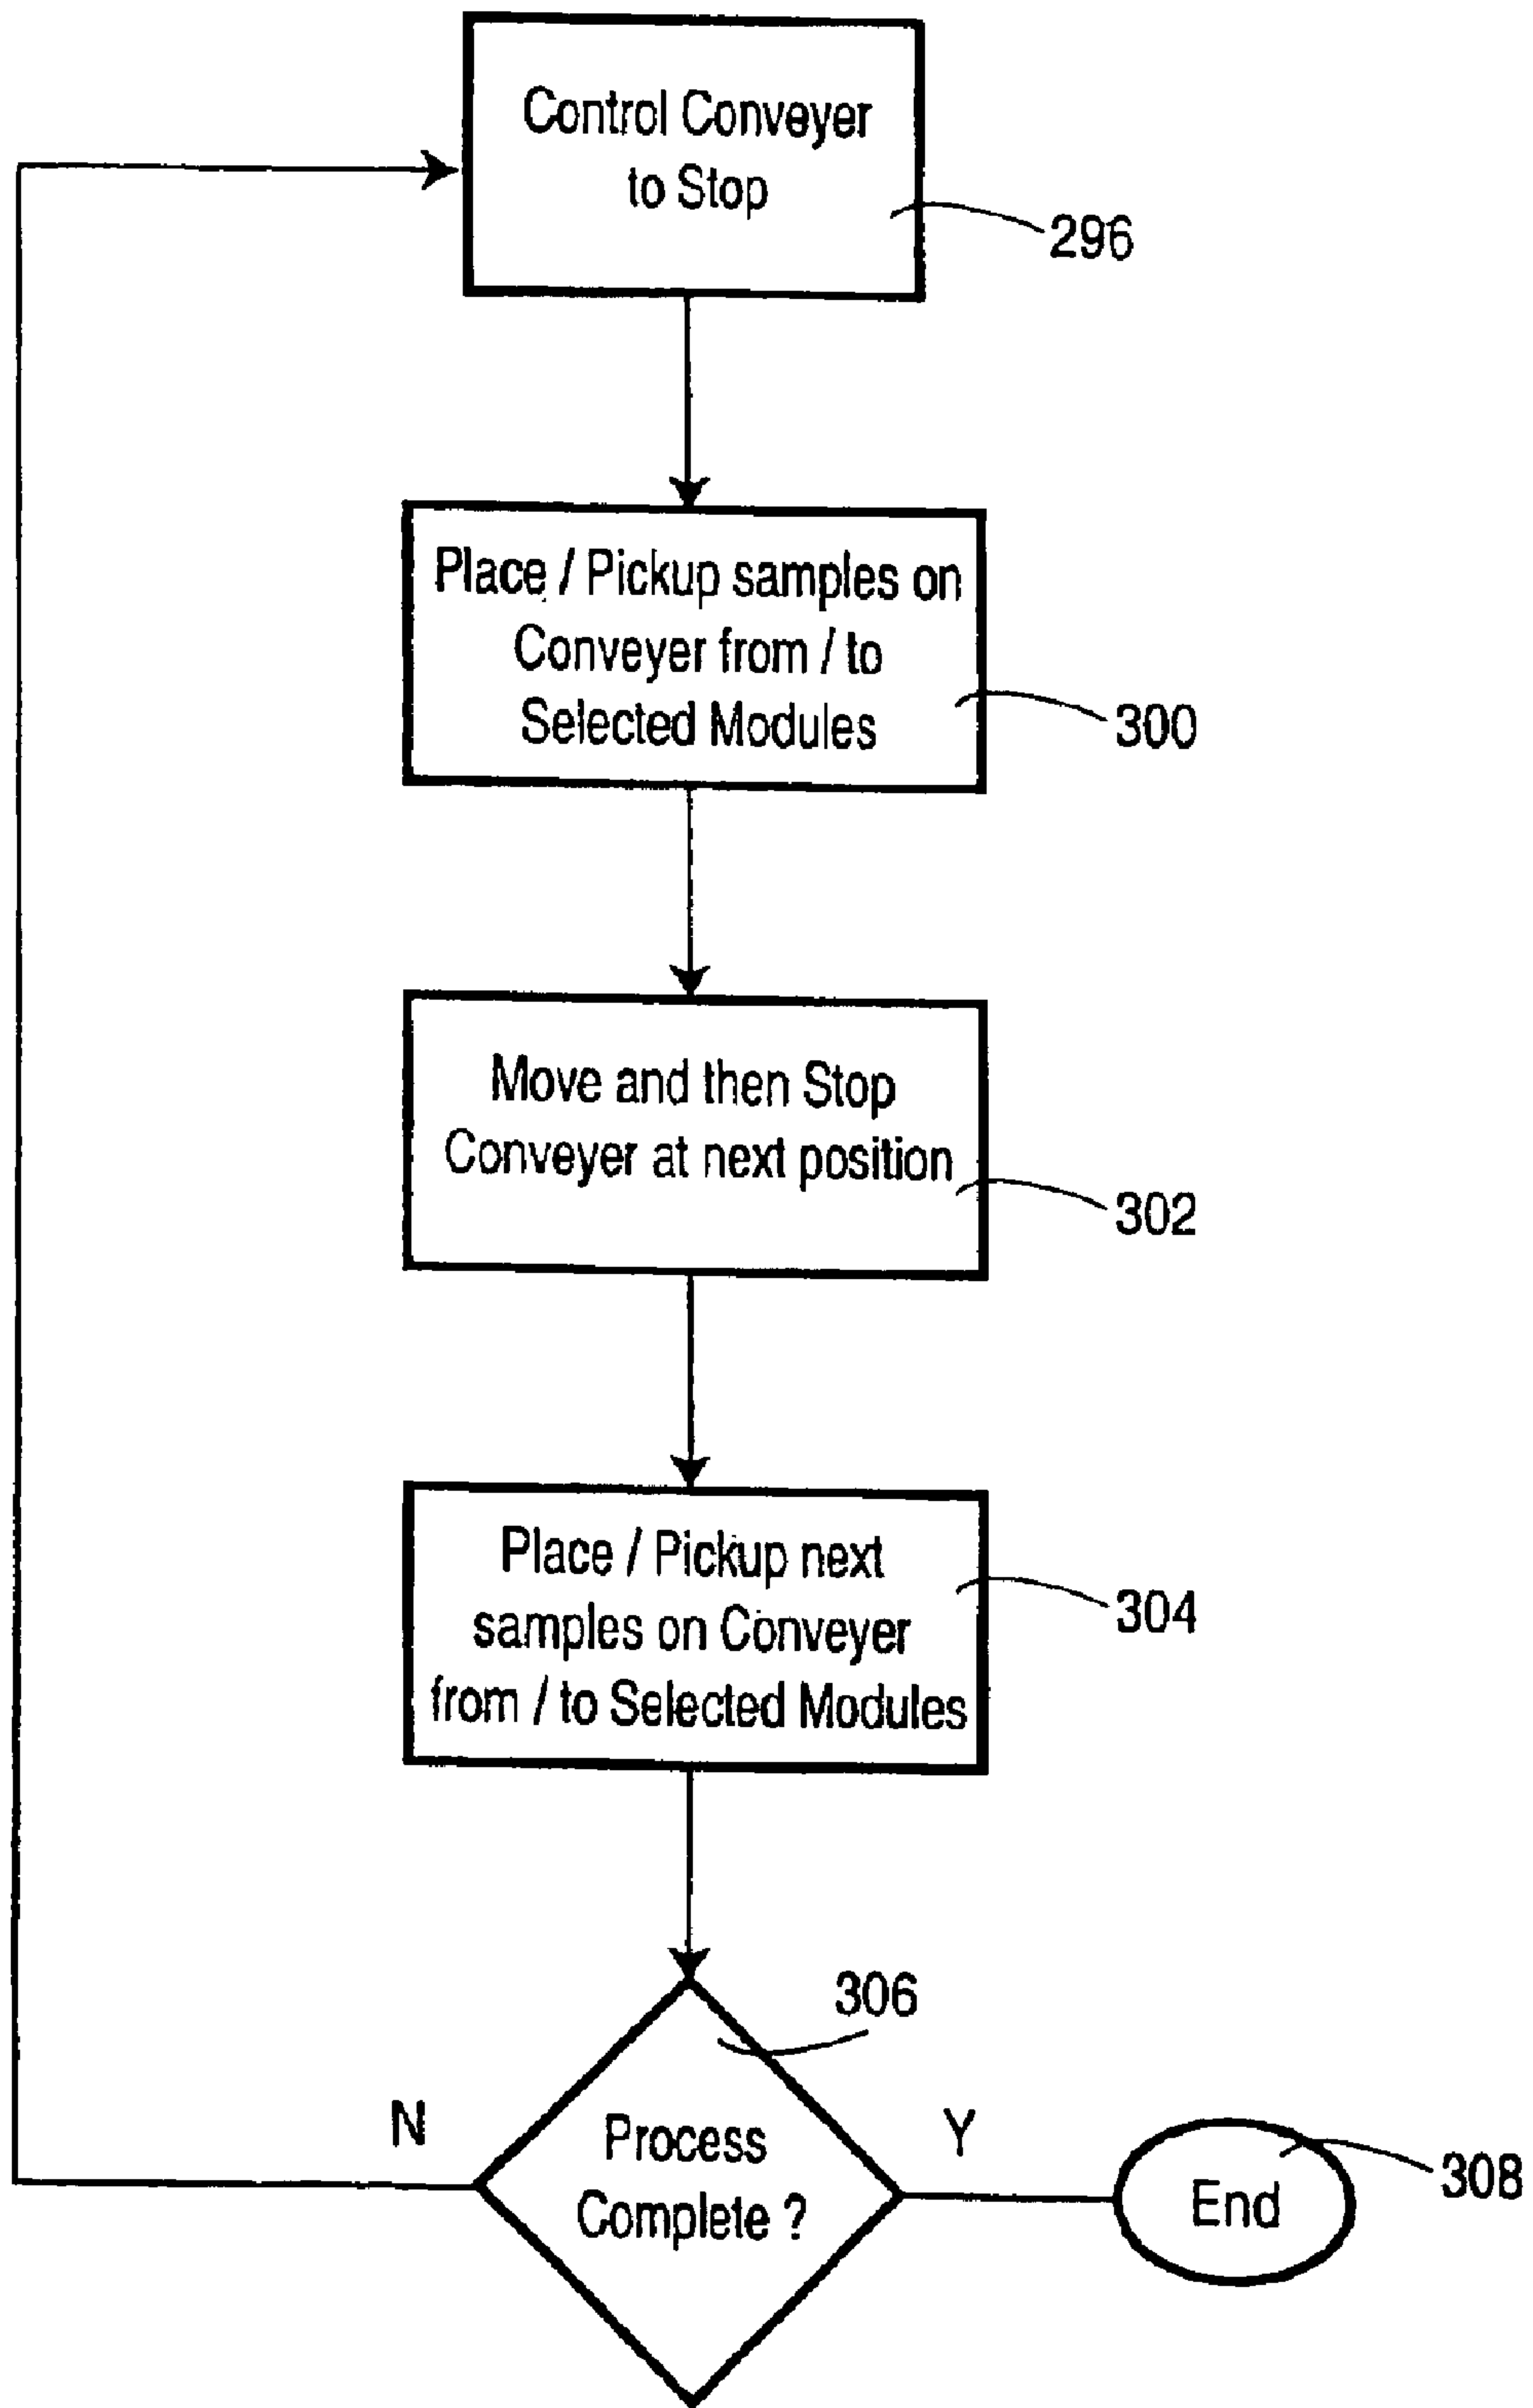 Control Conveyer
to Stop
296
Place / Pickup samples on
Conveyer from / to
Selected Modules
300
Move and then Stop
Conveyer at next position
302
Place / Pickup next
samples on Conveyer
from / to Selected Modules
304
306
N
Process
Complete ?
Y
End
308